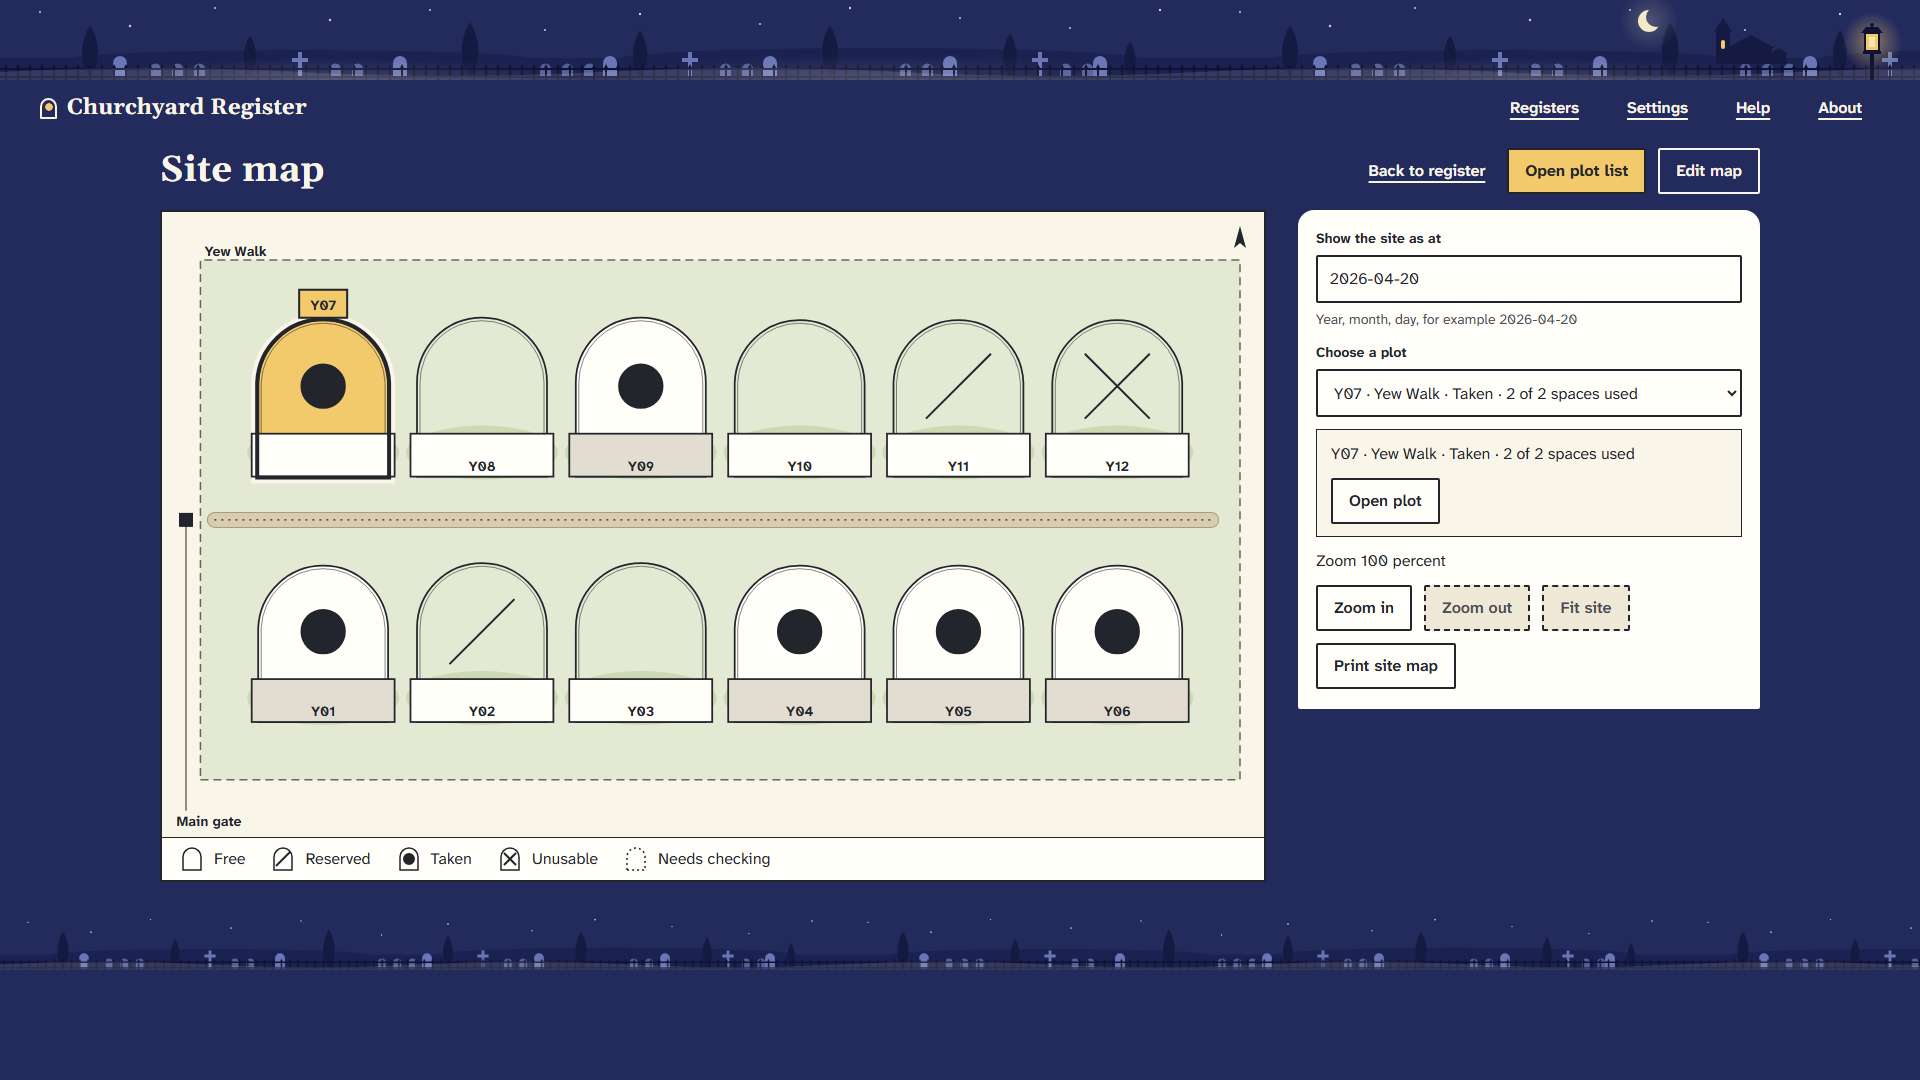 Churchyard Register
Registers
Settings
Help
About
Site map
Back to register
Open plot list
Edit map
Yew Walk
Y07
Y08
Y09
Y10
Y11
Y12
Y01
Y02
Y03
Y04
Y05
Y06
Main gate
Free
Reserved
Taken
Unusable
Needs checking
Show the site as at
2026-04-20
Year, month, day, for example 2026-04-20
Choose a plot
Y07 · Yew Walk · Taken · 2 of 2 spaces used
Y07 · Yew Walk · Taken · 2 of 2 spaces used
Open plot
Zoom 100 percent
Zoom in
Zoom out
Fit site
Print site map